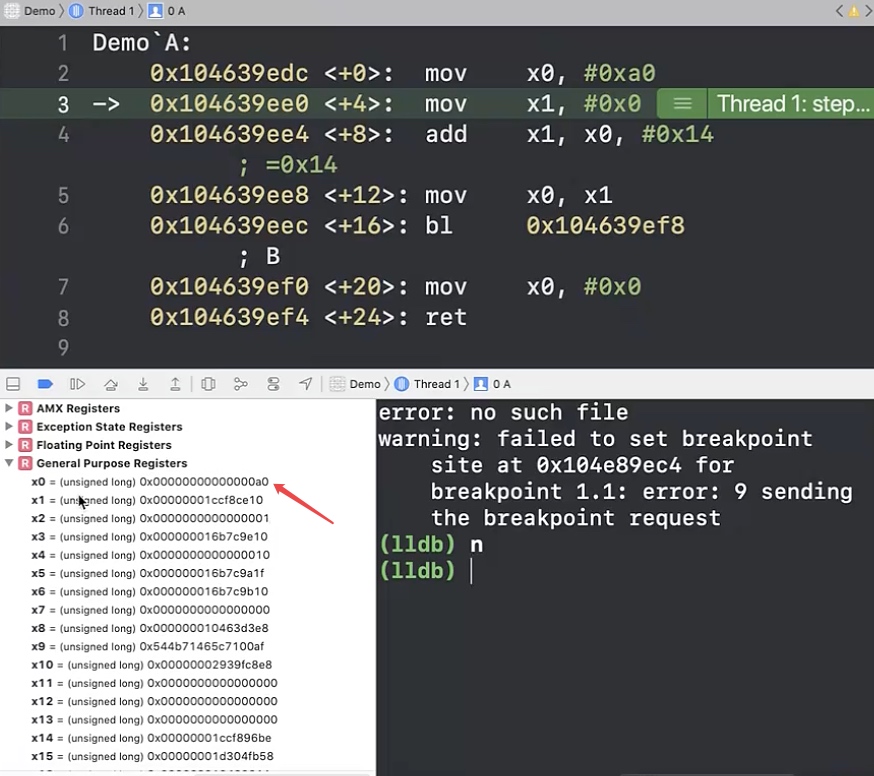 Demo Thread 1 0 A
1 Demo`A:
2 0x104639edc <+0>: mov x0, #0xa0
3 -> 0x104639ee0 <+4>: mov x1, #0x0 Thread 1: step...
4 0x104639ee4 <+8>: add x1, x0, #0x14
; =0x14
5 0x104639ee8 <+12>: mov x0, x1
6 0x104639eec <+16>: bl 0x104639ef8
; B
7 0x104639ef0 <+20>: mov x0, #0x0
8 0x104639ef4 <+24>: ret
9
Demo Thread 1 0 A
R AMX Registers
R Exception State Registers
R Floating Point Registers
R General Purpose Registers
x0 = (unsigned long) 0x00000000000000a0
x1 = (unsigned long) 0x00000001ccf8ce10
x2 = (unsigned long) 0x0000000000000001
x3 = (unsigned long) 0x000000016b7c9e10
x4 = (unsigned long) 0x0000000000000010
x5 = (unsigned long) 0x000000016b7c9a1f
x6 = (unsigned long) 0x000000016b7c9b10
x7 = (unsigned long) 0x0000000000000000
x8 = (unsigned long) 0x000000010463d3e8
x9 = (unsigned long) 0x544b71465c7100af
x10 = (unsigned long) 0x00000002939fc8e8
x11 = (unsigned long) 0x0000000000000000
x12 = (unsigned long) 0x0000000000000000
x13 = (unsigned long) 0x0000000000000000
x14 = (unsigned long) 0x00000001ccf896be
x15 = (unsigned long) 0x00000001d304fb58
error: no such file
warning: failed to set breakpoint
site at 0x104e89ec4 for
breakpoint 1.1: error: 9 sending
the breakpoint request
(lldb) n
(lldb)